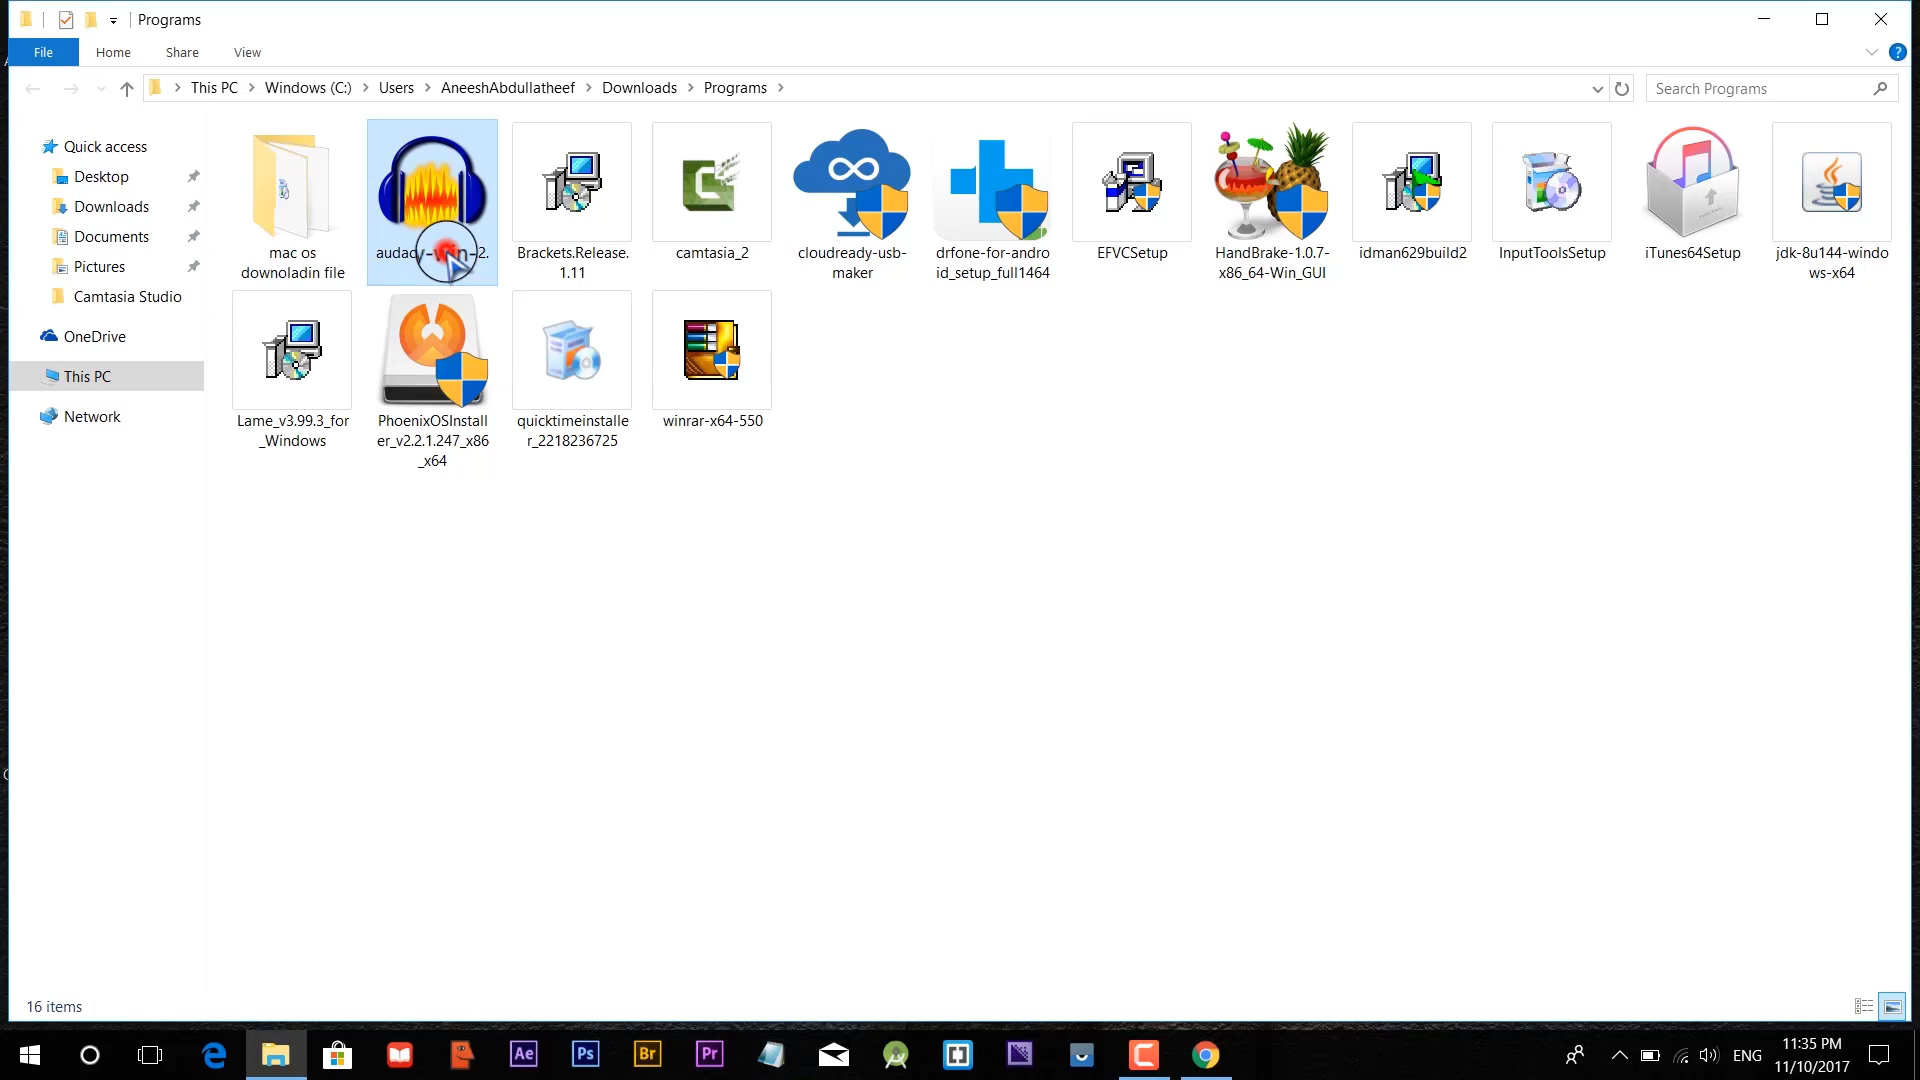 Programs
File
Home
Share
View
This PC
Windows (C:)
Users
AneeshAbdullatheef
Downloads
Programs
Search Programs
Quick access
Desktop
Downloads
Documents
Pictures
Camtasia Studio
OneDrive
This PC
Network
mac os
downoladin file
Brackets.Release.
1.11
camtasia_2
cloudready-usb-
maker
drfone-for-andro
id_setup_full1464
EFVCSetup
HandBrake-1.0.7-
x86_64-Win_GUI
idman629build2
InputToolsSetup
iTunes64Setup
jdk-8u144-windo
ws-x64
Lame_v3.99.3_for
_Windows
PhoenixOSInstall
er_v2.2.1.247_x86
_x64
quicktimeinstalle
r_2218236725
winrar-x64-550
16 items
Ae
Ps
Br
Pr
ENG
11:35 PM
11/10/2017